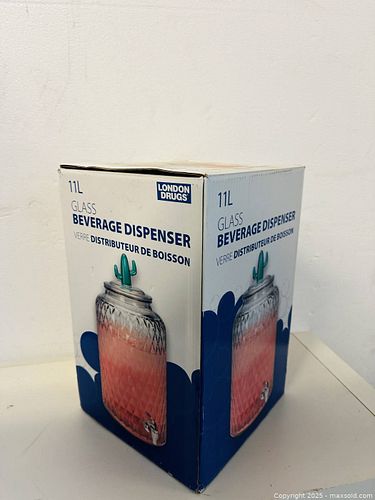 11L
LONDON
DRUGS
GLASS
BEVERAGE DISPENSER
VERRE DISTRIBUTEUR DE BOISSON
11L
GLASS
BEVERAGE DISPENSER
VERRE DISTRIBUTEUR DE BOISSON
Copyright 2025 - maxsold.com